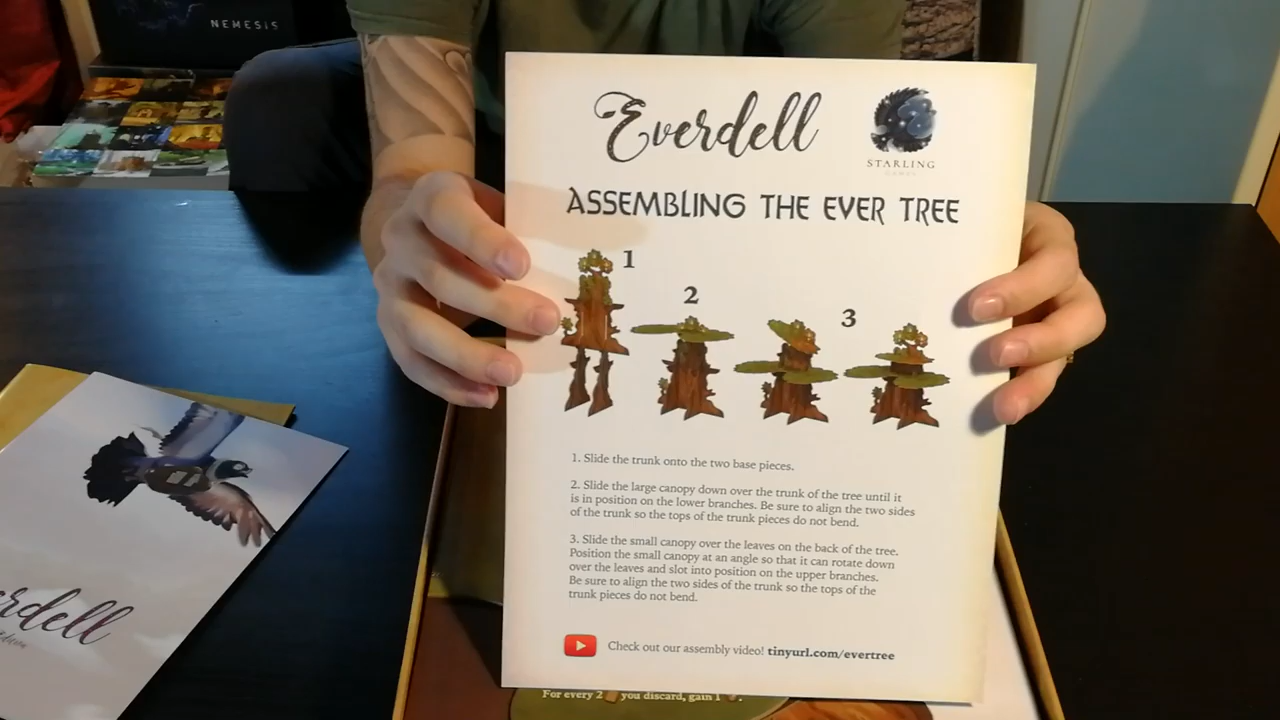 NEMESIS
Everdell
STARLING
GAMES
ASSEMBLING THE EVER TREE
1
2
3
1. Slide the trunk onto the two base pieces.
2. Slide the large canopy down over the trunk of the tree until it
is in position on the lower branches. Be sure to align the two sides
of the trunk so the tops of the trunk pieces do not bend.
3. Slide the small canopy over the leaves on the back of the tree.
Position the small canopy at an angle so that it can rotate down
over the leaves and slot into position on the upper branches.
Be sure to align the two sides of the trunk so the tops of the
trunk pieces do not bend.
Check out our assembly video! tinyurl.com/evertree
rdell
Edition
For every 2 you discard, gain 1 .